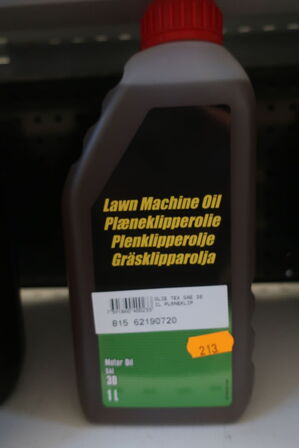 Lawn Machine Oil
Plæneklipperolie
Plenklipperolje
Gräsklipparolja
OLIE TEX SAE 30
IL PLÆNEKLIP
815 62190720
213
Motor Oil
SAE
30
1L